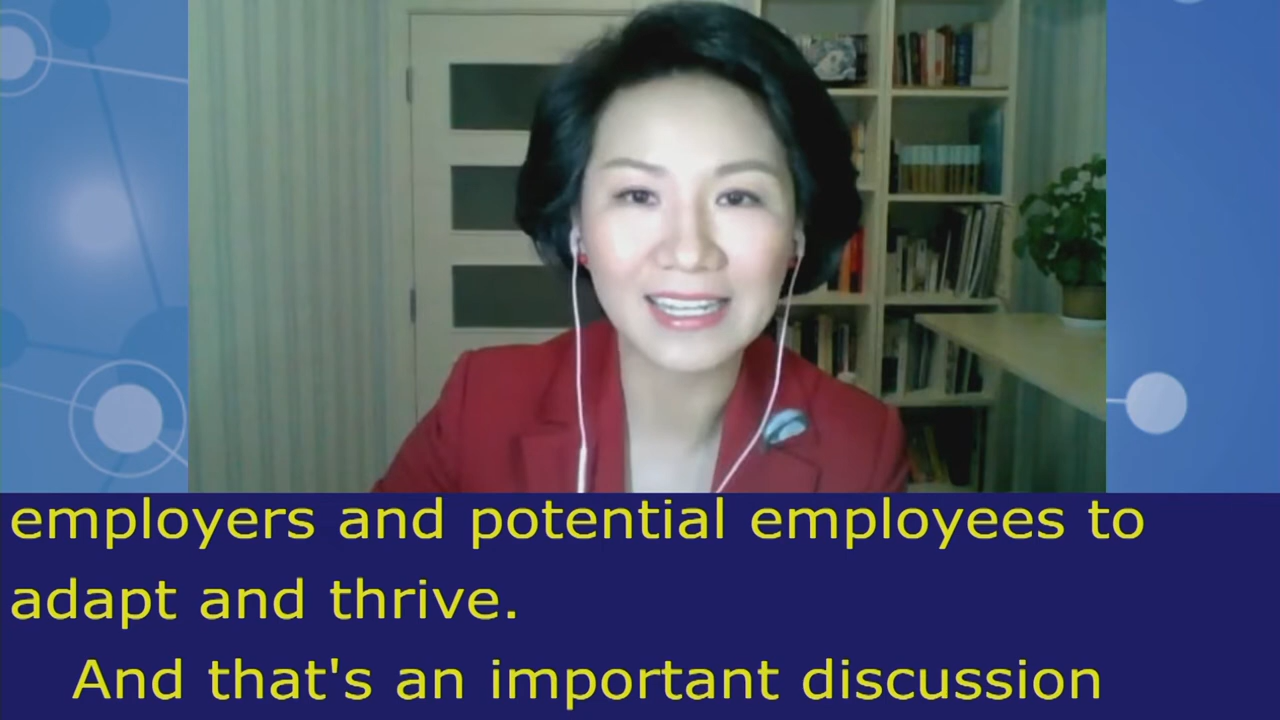 employers and potential employees to
adapt and thrive.
And that's an important discussion